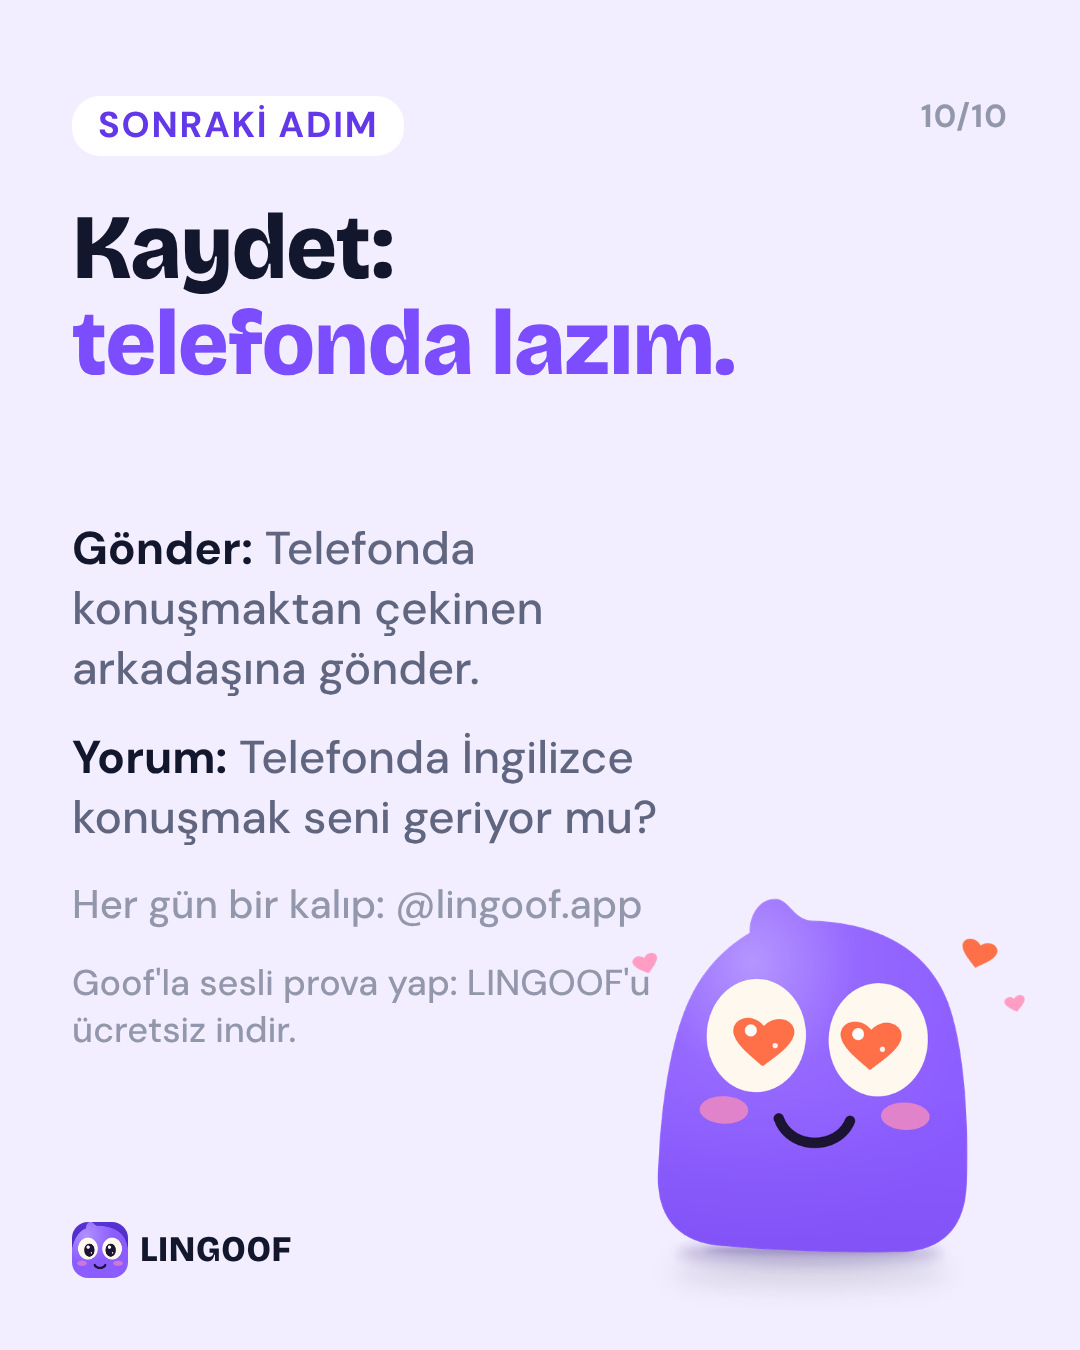 SONRAKİ ADIM
10/10
Kaydet:
telefonda lazım.
Gönder: Telefonda
konuşmaktan çekinen
arkadaşına gönder.
Yorum: Telefonda İngilizce
konuşmak seni geriyor mu?
Her gün bir kalıp: @lingoof.app
Goof'la sesli prova yap: LINGOOF'u
ücretsiz indir.
LINGOOF